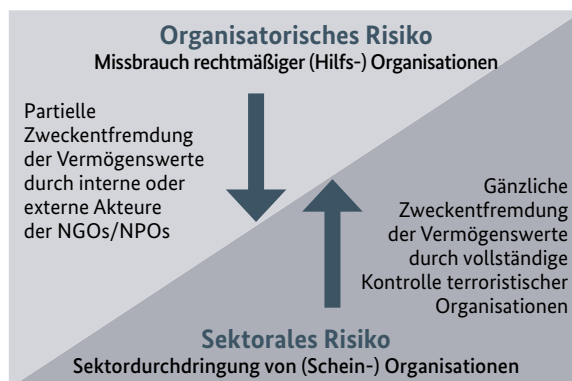 Organisatorisches Risiko
Missbrauch rechtmäßiger (Hilfs-) Organisationen
Partielle
Zweckentfremdung
der Vermögenswerte
durch interne oder
externe Akteure
der NGOs/NPOs
Gänzliche
Zweckentfremdung
der Vermögenswerte
durch vollständige
Kontrolle terroristischer
Organisationen
Sektorales Risiko
Sektordurchdringung von (Schein-) Organisationen